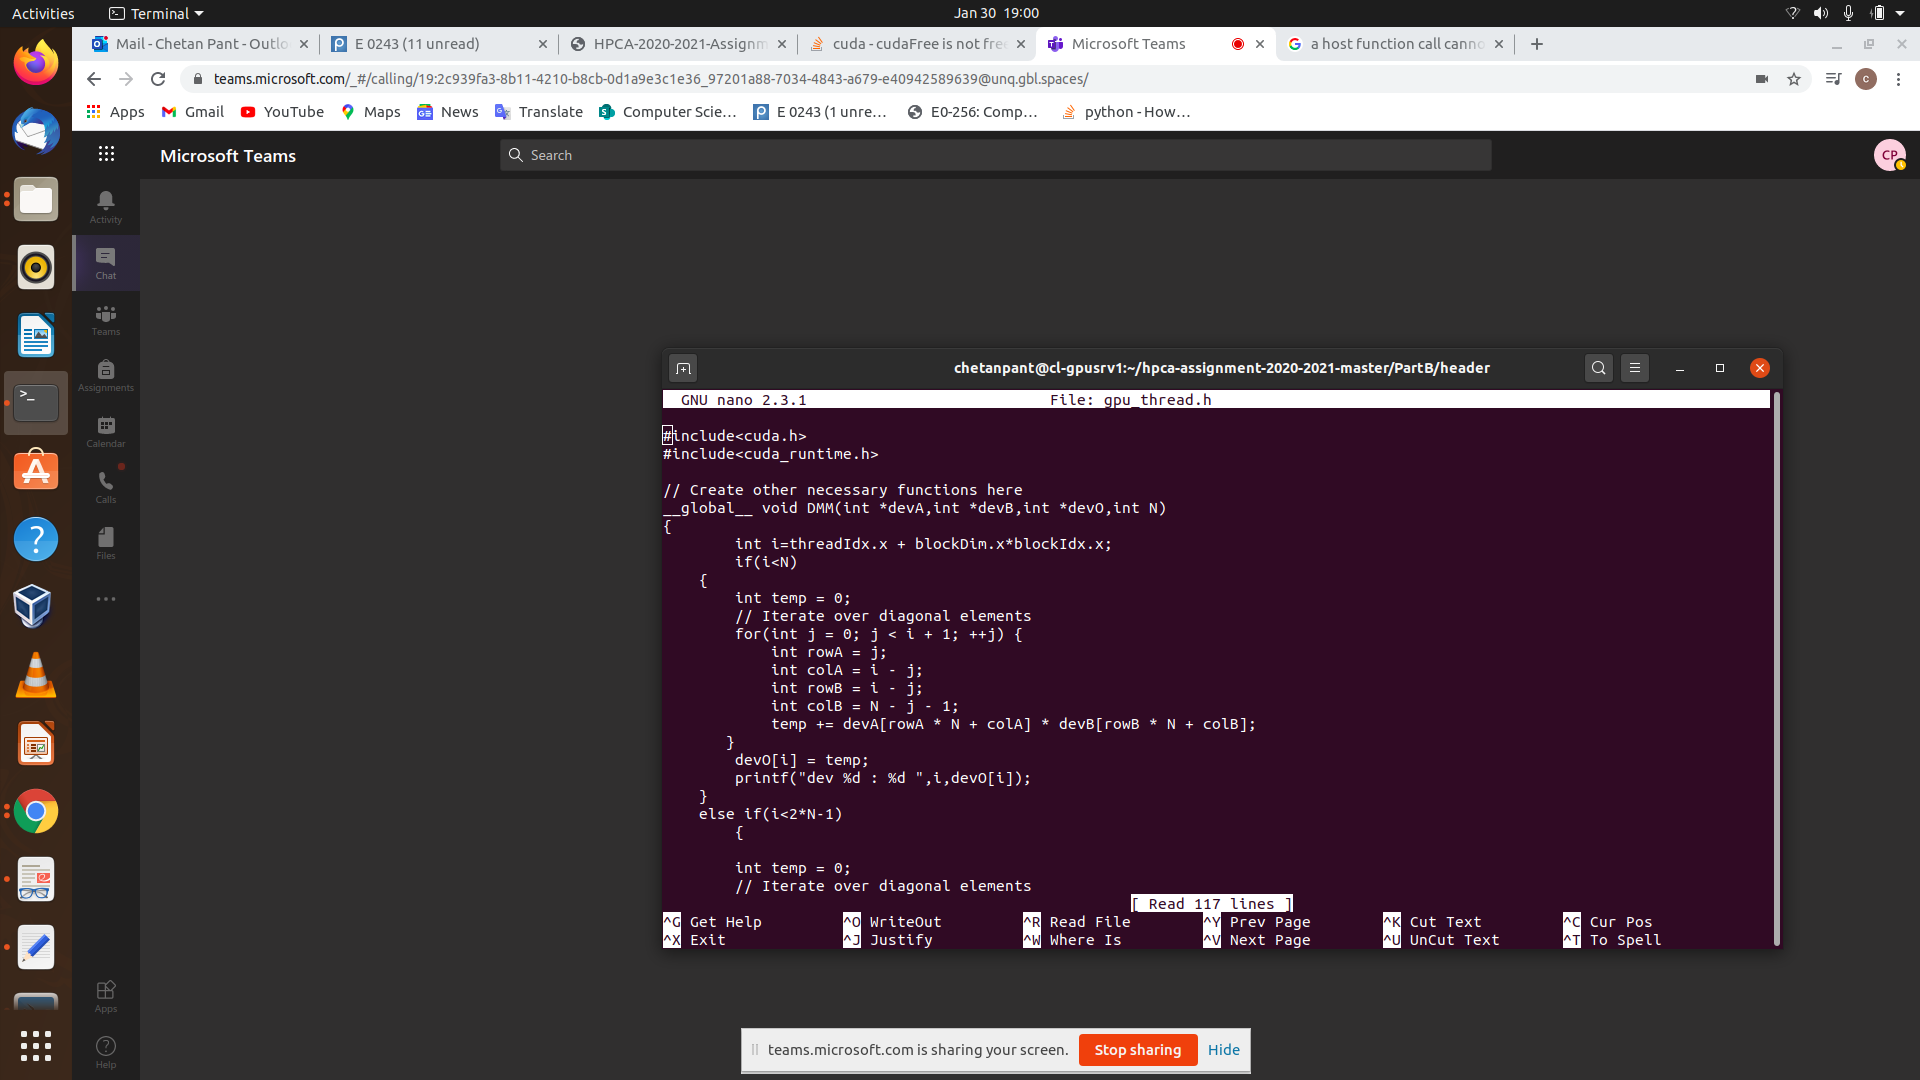 Activities
Terminal
Jan 30 19:00
Mail - Chetan Pant - Outlo
E 0243 (11 unread)
HPCA-2020-2021-Assignm
cuda - cudaFree is not fre
Microsoft Teams
a host function call canno
teams.microsoft.com/_#/calling/19:2c939fa3-8b11-4210-b8cb-0d1a9e3c1e36_97201a88-7034-4843-a679-e40942589639@unq.gbl.spaces/
c
Apps
Gmail
YouTube
Maps
News
Translate
Computer Scie...
E 0243 (1 unre...
E0-256: Comp...
python - How...
Microsoft Teams
Search
CP
Activity
Chat
Teams
Assignments
Calendar
Calls
Files
Apps
Help
chetanpant@cl-gpusrv1:~/hpca-assignment-2020-2021-master/PartB/header
GNU nano 2.3.1 File: gpu_thread.h
#include<cuda.h>
#include<cuda_runtime.h>
// Create other necessary functions here
__global__ void DMM(int *devA,int *devB,int *devO,int N)
{
int i=threadIdx.x + blockDim.x*blockIdx.x;
if(i<N)
{
int temp = 0;
// Iterate over diagonal elements
for(int j = 0; j < i + 1; ++j) {
int rowA = j;
int colA = i - j;
int rowB = i - j;
int colB = N - j - 1;
temp += devA[rowA * N + colA] * devB[rowB * N + colB];
}
devO[i] = temp;
printf("dev %d : %d ",i,devO[i]);
}
else if(i<2*N-1)
{
int temp = 0;
// Iterate over diagonal elements
[ Read 117 lines ]
^G Get Help ^O WriteOut ^R Read File ^Y Prev Page ^K Cut Text ^C Cur Pos
^X Exit ^J Justify ^W Where Is ^V Next Page ^U UnCut Text ^T To Spell
teams.microsoft.com is sharing your screen.
Stop sharing
Hide